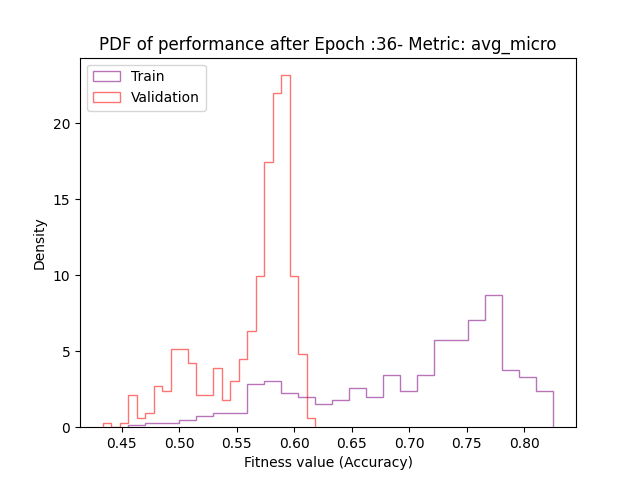 PDF of performance after Epoch :36- Metric: avg_micro
Train
Validation
20
15
10
5
0
Density
0.45 0.50 0.55 0.60 0.65 0.70 0.75 0.80
Fitness value (Accuracy)